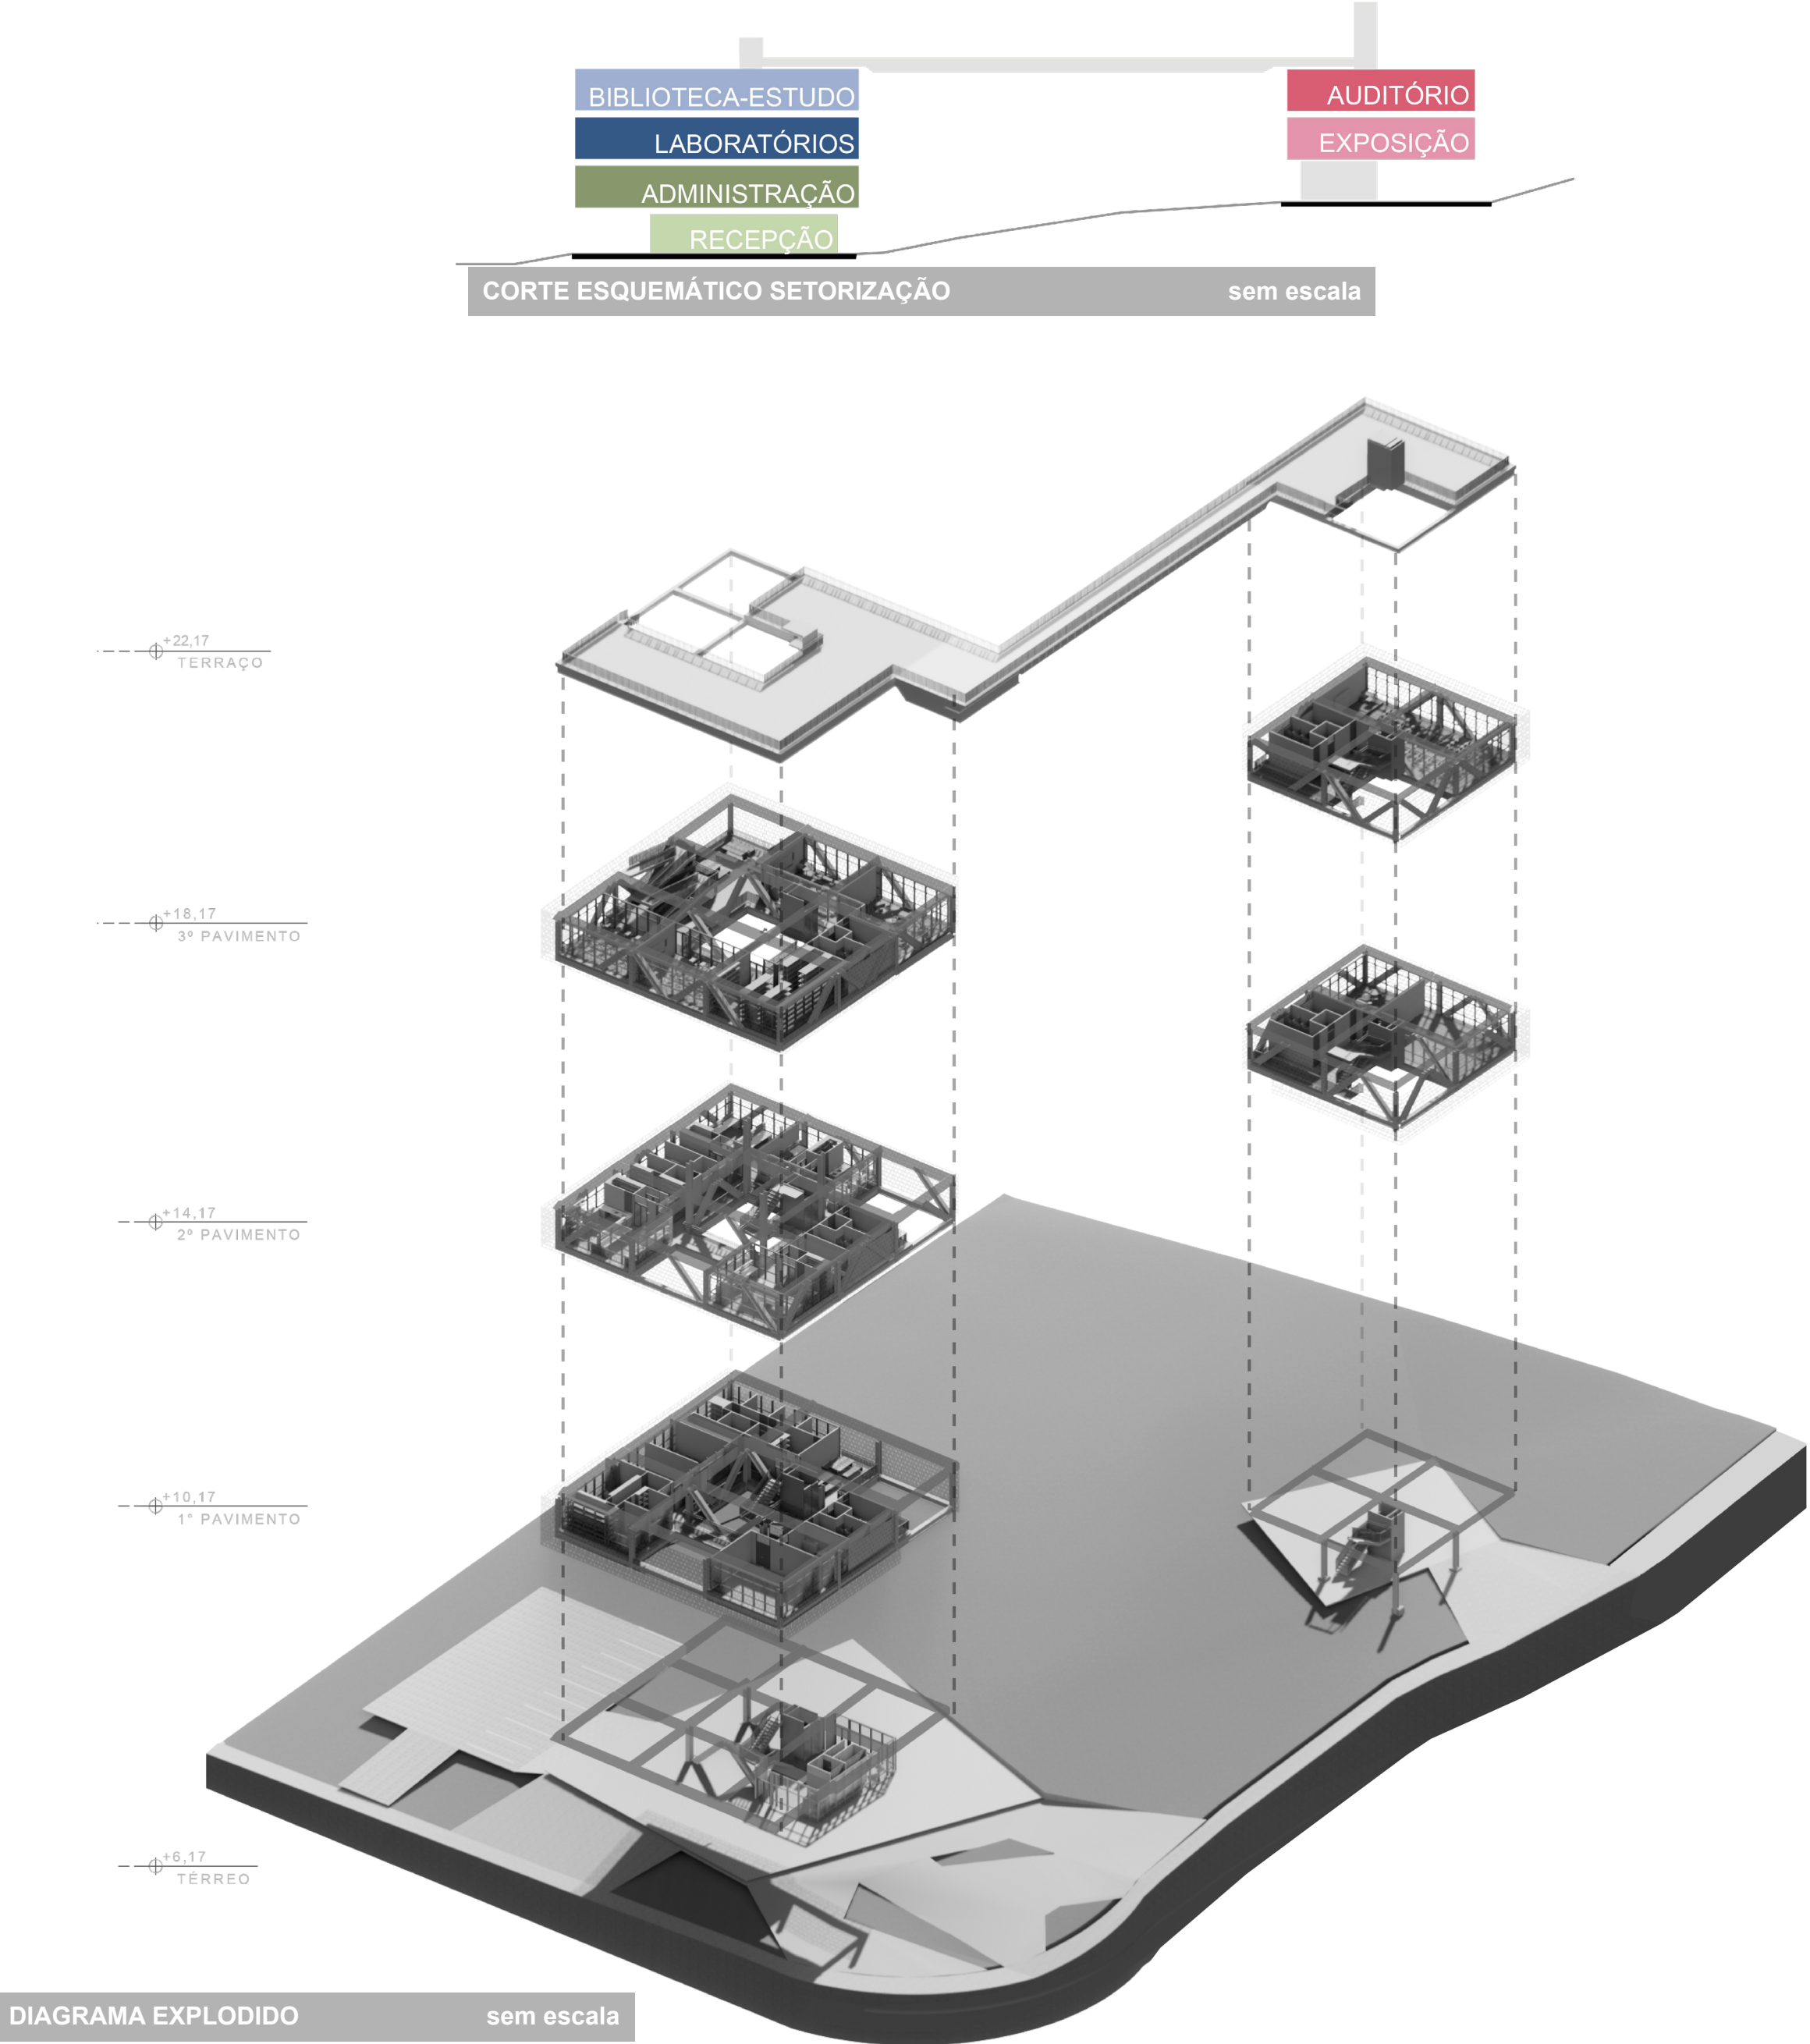 BIBLIOTECA-ESTUDO
AUDITÓRIO
LABORATÓRIOS
EXPOSIÇÃO
ADMINISTRAÇÃO
RECEPÇÃO
CORTE ESQUEMÁTICO SETORIZAÇÃO sem escala
+22,17
TERRAÇO
+18,17
3º PAVIMENTO
+14,17
2º PAVIMENTO
+10,17
1° PAVIMENTO
+6,17
TÉRREO
DIAGRAMA EXPLODIDO sem escala